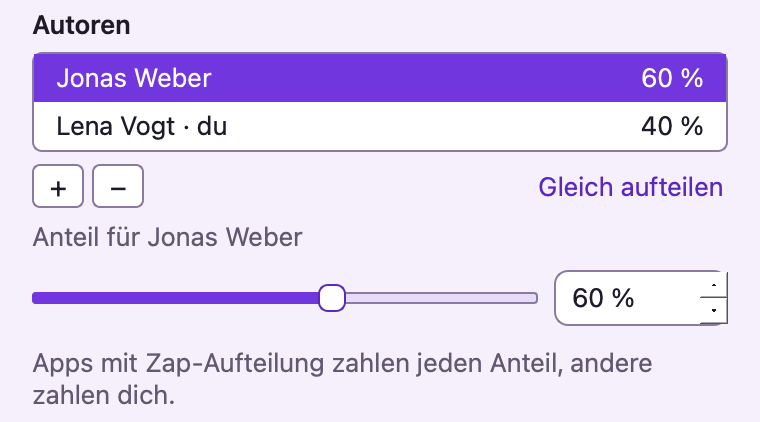 Autoren
Jonas Weber 60 %
Lena Vogt · du 40 %
+ − Gleich aufteilen
Anteil für Jonas Weber
60 %
Apps mit Zap-Aufteilung zahlen jeden Anteil, andere
zahlen dich.